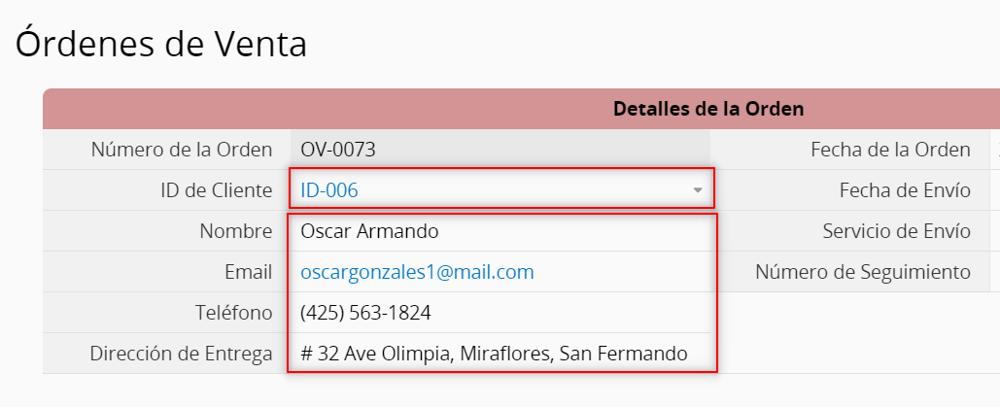 Órdenes de Venta
Detalles de la Orden
Número de la Orden OV-0073 Fecha de la Orden
ID de Cliente ID-006 Fecha de Envío
Nombre Oscar Armando Servicio de Envío
Email oscargonzales1@mail.com Número de Seguimiento
Teléfono (425) 563-1824
Dirección de Entrega # 32 Ave Olimpia, Miraflores, San Fermando